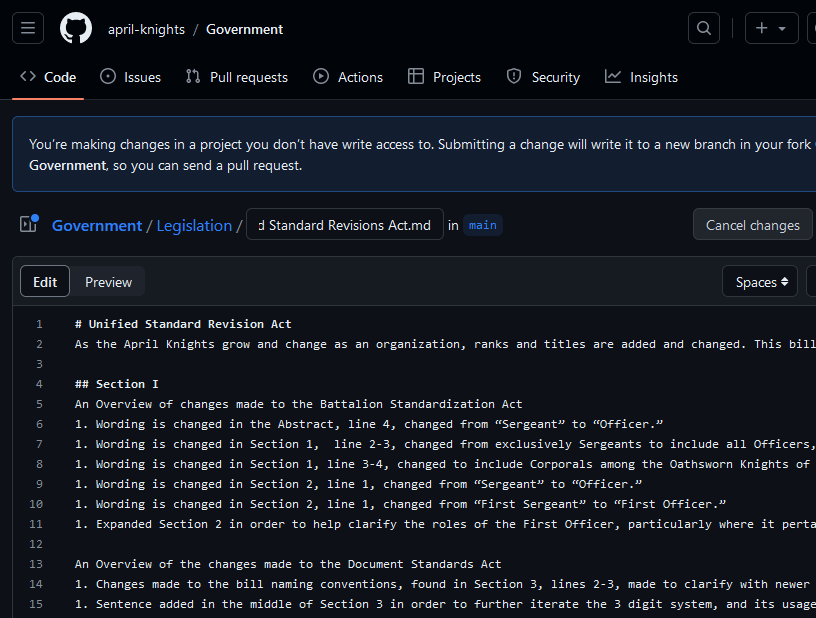 april-knights / Government
Code Issues Pull requests Actions Projects Security Insights
You're making changes in a project you don't have write access to. Submitting a change will write it to a new branch in your fork
Government, so you can send a pull request.
Government / Legislation / d Standard Revisions Act.md in main Cancel changes
Edit Preview Spaces
1 # Unified Standard Revision Act
2 As the April Knights grow and change as an organization, ranks and titles are added and changed. This bill
3
4 ## Section I
5 An Overview of changes made to the Battalion Standardization Act
6 1. Wording is changed in the Abstract, line 4, changed from “Sergeant” to “Officer.”
7 1. Wording is changed in Section 1,  line 2-3, changed from exclusively Sergeants to include all Officers,
8 1. Wording is changed in Section 1, line 3-4, changed to include Corporals among the Oathsworn Knights of
9 1. Wording is changed in Section 2, line 1, changed from “Sergeant” to “Officer.”
10 1. Wording is changed in Section 2, line 1, changed from “First Sergeant” to “First Officer.”
11 1. Expanded Section 2 in order to help clarify the roles of the First Officer, particularly where it perta
12
13 An Overview of the changes made to the Document Standards Act
14 1. Changes made to the bill naming conventions, found in Section 3, lines 2-3, made to clarify with newer
15 1. Sentence added in the middle of Section 3 in order to further iterate the 3 digit system, and its usage